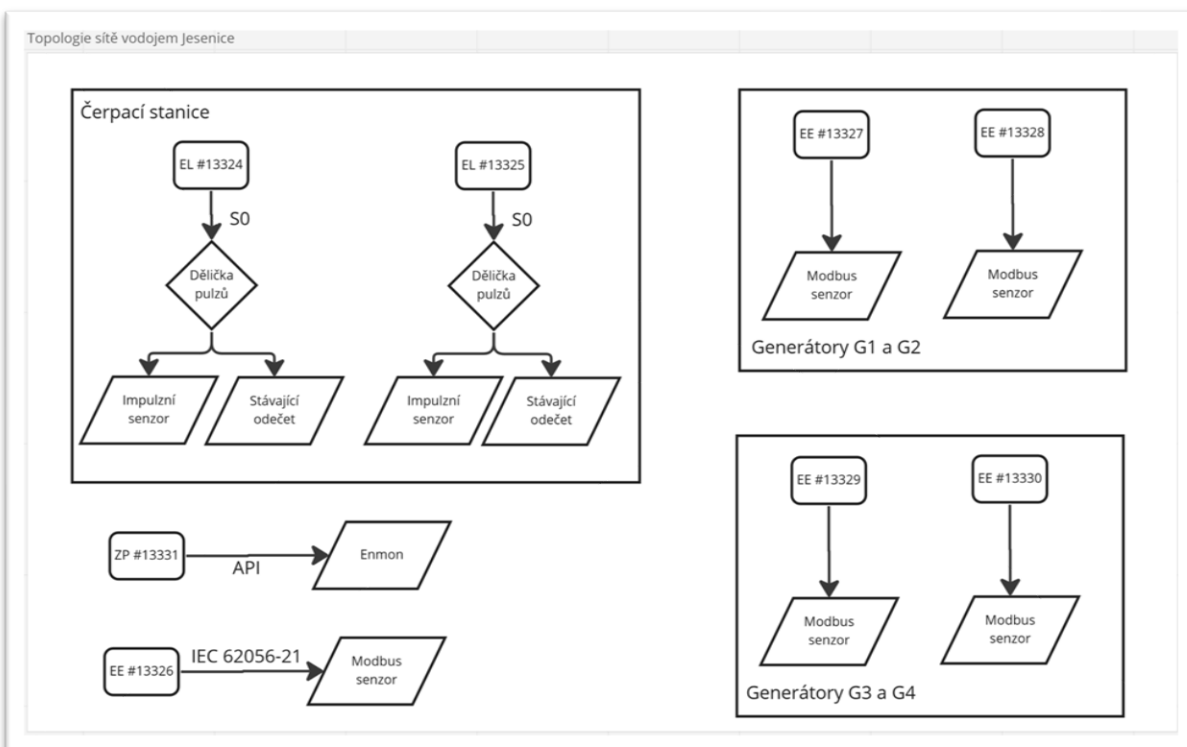 Topologie sítě vodojem Jesenice
Čerpací stanice
EL #13324
EL #13325
S0
S0
Dělička
pulzů
Dělička
pulzů
Impulzní
senzor
Stávající
odečet
Impulzní
senzor
Stávající
odečet
EE #13327
EE #13328
Modbus
senzor
Modbus
senzor
Generátory G1 a G2
ZP #13331
API
Enmon
EE #13326
IEC 62056-21
Modbus
senzor
EE #13329
EE #13330
Modbus
senzor
Modbus
senzor
Generátory G3 a G4